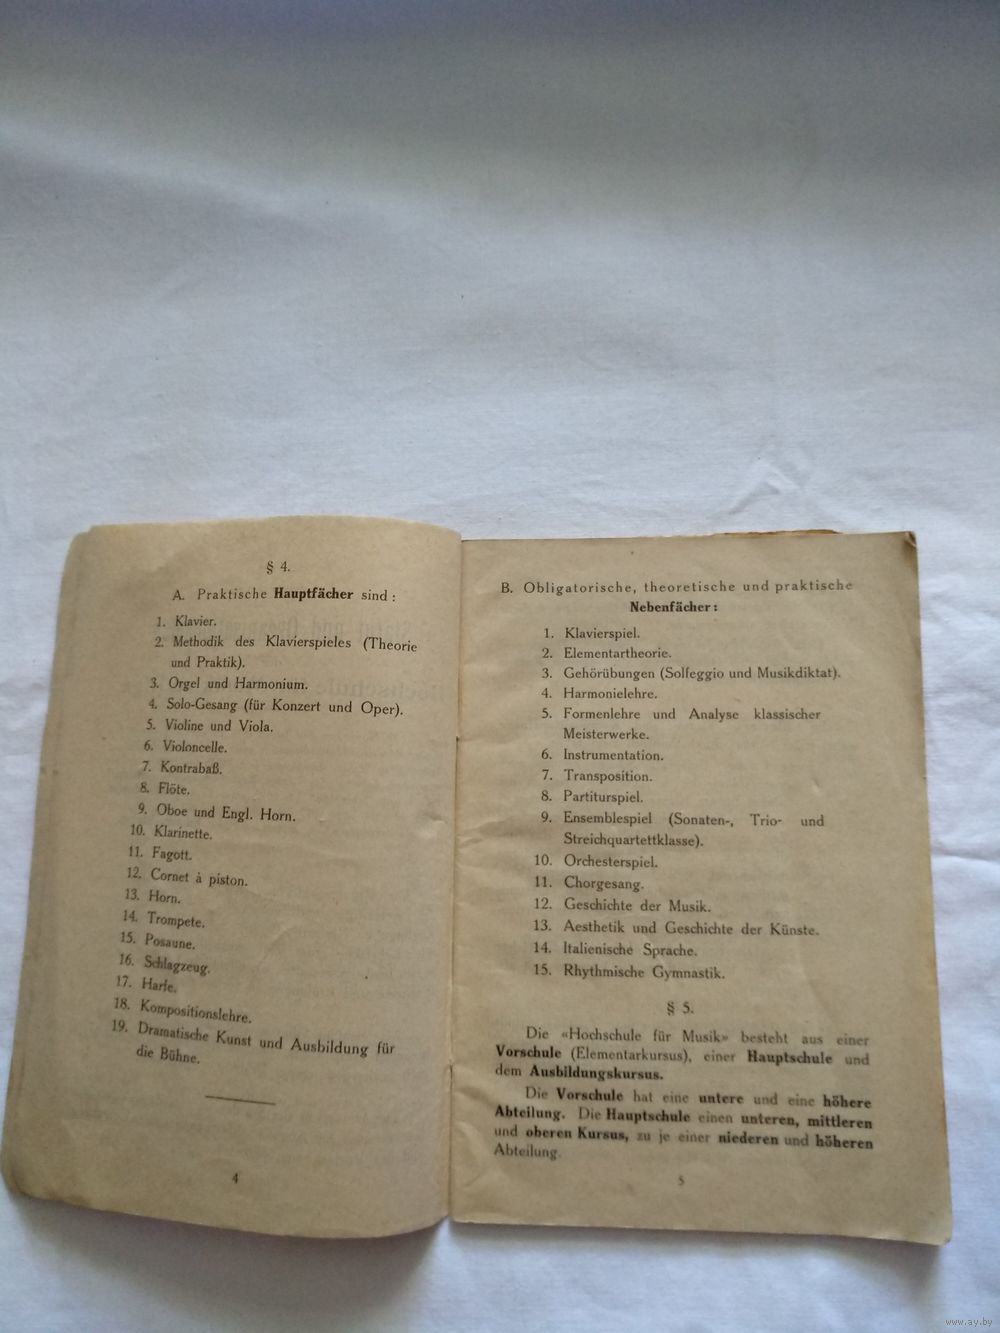 § 4.
A. Praktische Hauptfächer sind :
1. Klavier.
2. Methodik des Klavierspieles (Theorie
und Praktik).
3. Orgel und Harmonium.
4. Solo-Gesang (für Konzert und Oper).
5. Violine und Viola.
6. Violoncelle.
7. Kontrabaß.
8. Flöte.
9. Oboe und Engl. Horn.
10. Klarinette.
11. Fagott.
12. Cornet à piston.
13. Horn.
14. Trompete.
15. Posaune.
16. Schlagzeug.
17. Harfe.
18. Kompositionslehre.
19. Dramatische Kunst und Ausbildung für
die Bühne.
4
B. Obligatorische, theoretische und praktische
Nebenfächer :
1. Klavierspiel.
2. Elementartheorie.
3. Gehörübungen (Solfeggio und Musikdiktat).
4. Harmonielehre.
5. Formenlehre und Analyse klassischer
Meisterwerke.
6. Instrumentation.
7. Transposition.
8. Partiturspiel.
9. Ensemblespiel (Sonaten-, Trio- und
Streichquartettklasse).
10. Orchesterspiel.
11. Chorgesang.
12. Geschichte der Musik.
13. Aesthetik und Geschichte der Künste.
14. Italienische Sprache.
15. Rhythmische Gymnastik.
§ 5.
Die «Hochschule für Musik» besteht aus einer
Vorschule (Elementarkursus), einer Hauptschule und
dem Ausbildungskursus.
Die Vorschule hat eine untere und eine höhere
Abteilung. Die Hauptschule einen unteren, mittleren
und oberen Kursus, zu je einer niederen und höheren
Abteilung.
5
www.ay.by